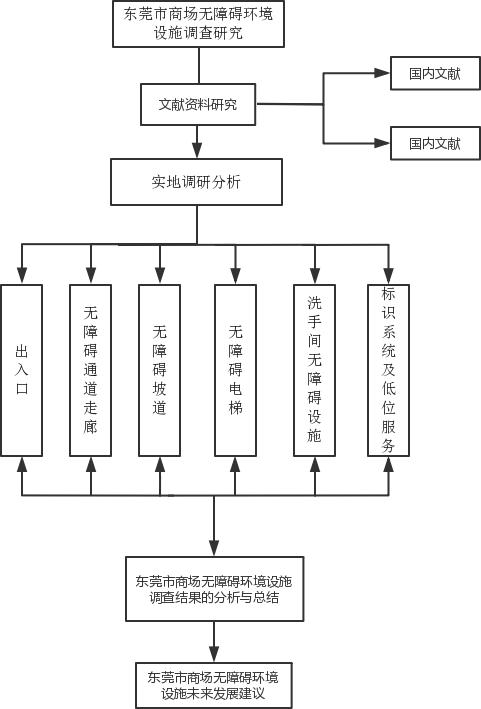 东莞市商场无障碍环境
设施调查研究
文献资料研究
国内文献
国内文献
实地调研分析
出入口
无障碍通道走廊
无障碍坡道
无障碍电梯
洗手间无障碍设施
标识系统及低位服务
东莞市商场无障碍环境设施
调查结果的分析与总结
东莞市商场无障碍环境
设施未来发展建议